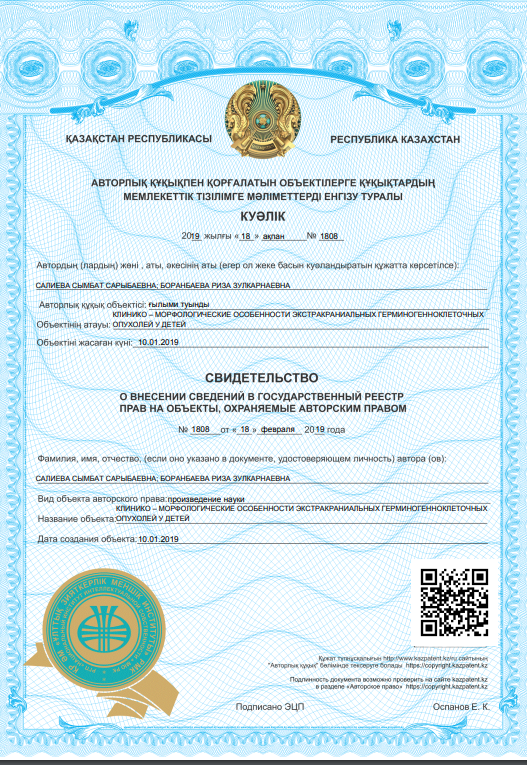 ҚАЗАҚСТАН РЕСПУБЛИКАСЫ
РЕСПУБЛИКА КАЗАХСТАН
АВТОРЛЫҚ ҚҰҚЫҚПЕН ҚОРҒАЛАТЫН ОБЪЕКТІЛЕРГЕ ҚҰҚЫҚТАРДЫҢ
МЕМЛЕКЕТТІК ТІЗІЛІМГЕ МӘЛІМЕТТЕРДІ ЕНГІЗУ ТУРАЛЫ
КУӘЛІК
2019 жылғы « 18 » ақпан № 1808
Автордың (лардың) жөні , аты, әкесінің аты (егер ол жеке басын куәландыратын құжатта көрсетілсе):
САЛИЕВА СЫМБАТ САРЫБАЕВНА; БОРАНБАЕВА РИЗА ЗУЛКАРНАЕВНА
Авторлық құқық объектісі: ғылыми туынды
КЛИНИКО – МОРФОЛОГИЧЕСКИЕ ОСОБЕННОСТИ ЭКСТРАКРАНИАЛЬНЫХ ГЕРМИНОГЕННОКЛЕТОЧНЫХ
Объектінің атауы: ОПУХОЛЕЙ У ДЕТЕЙ
Объектіні жасаған күні: 10.01.2019
СВИДЕТЕЛЬСТВО
О ВНЕСЕНИИ СВЕДЕНИЙ В ГОСУДАРСТВЕННЫЙ РЕЕСТР
ПРАВ НА ОБЪЕКТЫ, ОХРАНЯЕМЫЕ АВТОРСКИМ ПРАВОМ
№ 1808 от « 18 » февраля 2019 года
Фамилия, имя, отчество, (если оно указано в документе, удостоверяющем личность) автора (ов):
САЛИЕВА СЫМБАТ САРЫБАЕВНА; БОРАНБАЕВА РИЗА ЗУЛКАРНАЕВНА
Вид объекта авторского права: произведение науки
КЛИНИКО – МОРФОЛОГИЧЕСКИЕ ОСОБЕННОСТИ ЭКСТРАКРАНИАЛЬНЫХ ГЕРМИНОГЕННОКЛЕТОЧНЫХ
Название объекта: ОПУХОЛЕЙ У ДЕТЕЙ
Дата создания объекта: 10.01.2019
Құжат түпнұсқалығын http://www.kazpatent.kz/ru сайтының
"Авторлық құқық" бөлімінде тексеруге болады https://copyright.kazpatent.kz
Подлинность документа возможно проверить на сайте kazpatent.kz
в разделе «Авторское право» https://copyright.kazpatent.kz
Подписано ЭЦП
Оспанов Е. К.